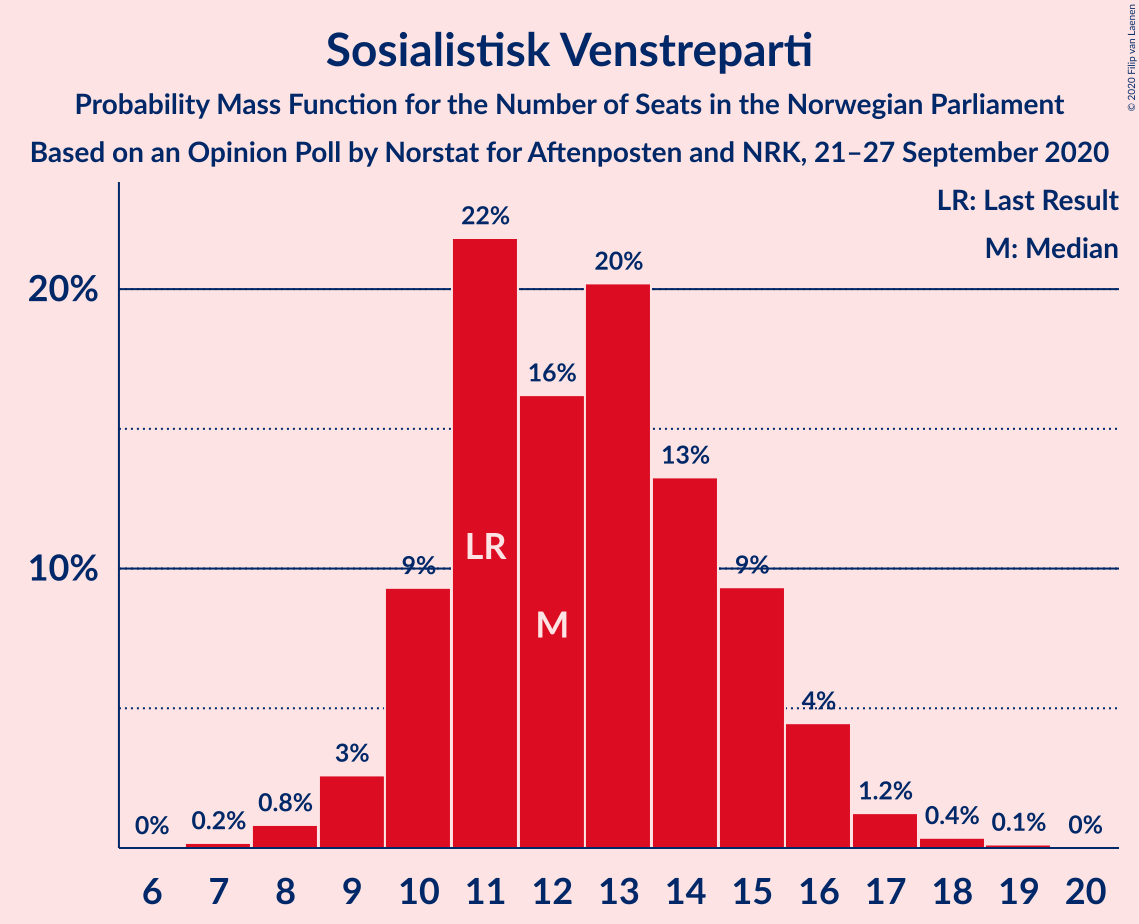 © 2020 Filip van Laenen
Sosialistisk Venstreparti
Probability Mass Function for the Number of Seats in the Norwegian Parliament
Based on an Opinion Poll by Norstat for Aftenposten and NRK, 21–27 September 2020
LR: Last Result
M: Median
22%
20%
20%
16%
13%
LR
10%
9%
9%
M
4%
3%
0.8%
1.2%
0%
0.2%
0.4%
0.1%
0%
6 7 8 9 10 11 12 13 14 15 16 17 18 19 20